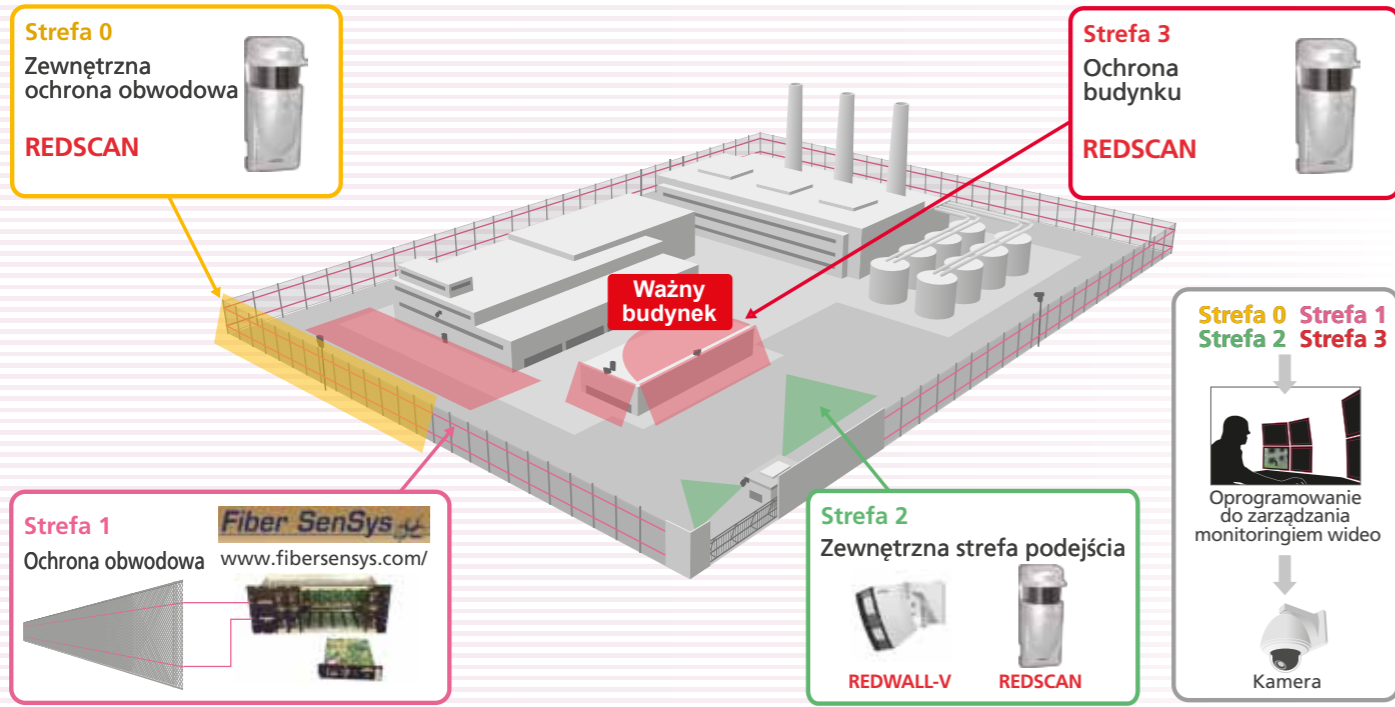 Strefa 0
Zewnętrzna
ochrona obwodowa
REDSCAN
Strefa 3
Ochrona
budynku
REDSCAN
Ważny
budynek
Strefa 0 Strefa 1
Strefa 2 Strefa 3
Oprogramowanie
do zarządzania
monitoringiem wideo
Kamera
Strefa 1
Ochrona obwodowa
Fiber SenSys
www.fibersensys.com/
Strefa 2
Zewnętrzna strefa podejścia
REDWALL-V REDSCAN